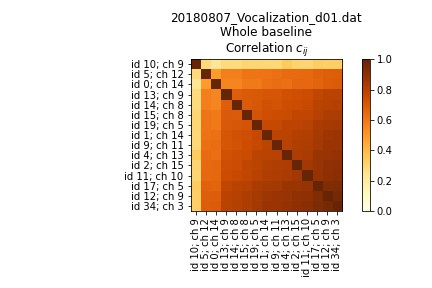 20180807_Vocalization_d01.dat
Whole baseline
Correlation c_ij
id 10; ch 9
id 5; ch 12
id 0; ch 14
id 13; ch 9
id 14; ch 8
id 15; ch 8
id 19; ch 5
id 1; ch 14
id 9; ch 11
id 4; ch 13
id 2; ch 15
id 11; ch 10
id 17; ch 5
id 12; ch 9
id 34; ch 3
1.0
0.8
0.6
0.4
0.2
0.0
id 10; ch 9
id 5; ch 12
id 0; ch 14
id 13; ch 9
id 14; ch 8
id 15; ch 8
id 19; ch 5
id 1; ch 14
id 9; ch 11
id 4; ch 13
id 2; ch 15
id 11; ch 10
id 17; ch 5
id 12; ch 9
id 34; ch 3